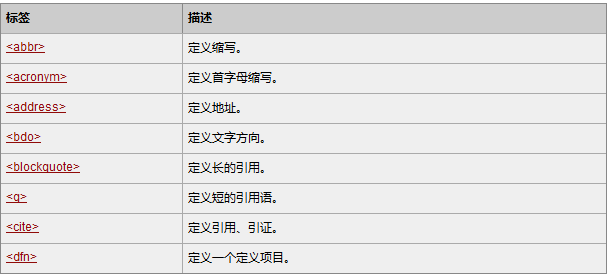 标签 描述
<abbr> 定义缩写。
<acronym> 定义首字母缩写。
<address> 定义地址。
<bdo> 定义文字方向。
<blockquote> 定义长的引用。
<q> 定义短的引用语。
<cite> 定义引用、引证。
<dfn> 定义一个定义项目。